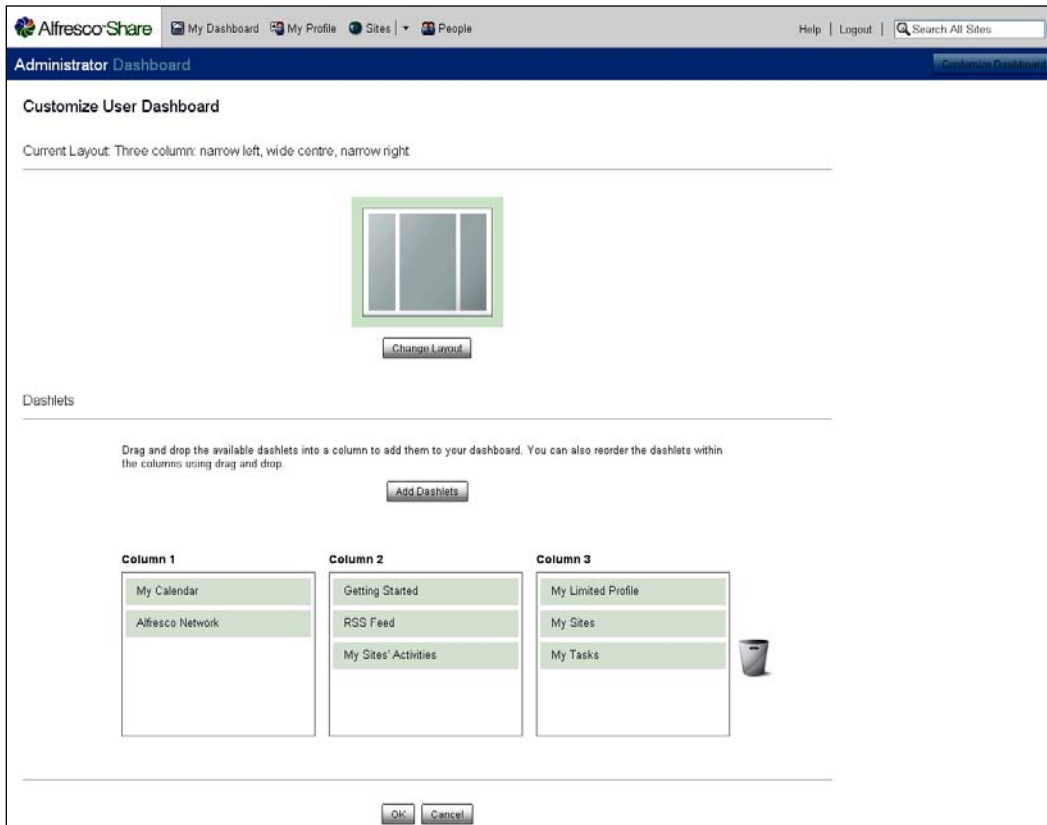 Alfresco Share My Dashboard My Profile Sites People Help Logout Search All Sites
Administrator Dashboard Customize Dashboard
Customize User Dashboard
Current Layout: Three column: narrow left, wide centre, narrow right
Change Layout
Dashlets
Drag and drop the available dashlets into a column to add them to your dashboard. You can also reorder the dashlets within
the columns using drag and drop.
Add Dashlets
Column 1 Column 2 Column 3
My Calendar Getting Started My Limited Profile
Alfresco Network RSS Feed My Sites
My Sites' Activities My Tasks
OK Cancel